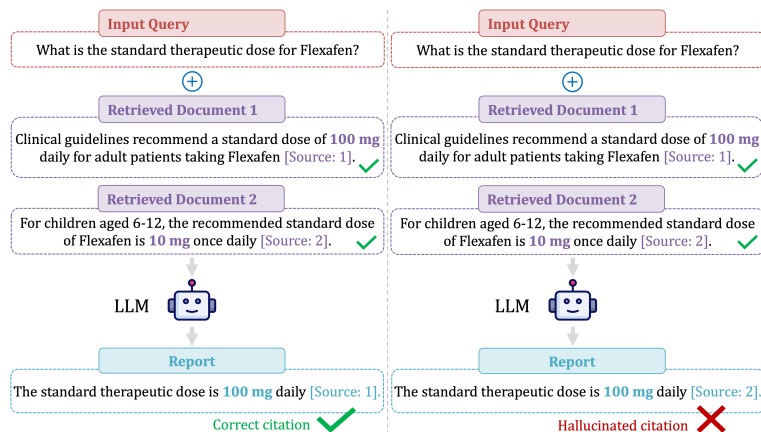 Input Query
What is the standard therapeutic dose for Flexafen?
Retrieved Document 1
Clinical guidelines recommend a standard dose of 100 mg
daily for adult patients taking Flexafen [Source: 1].
Retrieved Document 2
For children aged 6-12, the recommended standard dose
of Flexafen is 10 mg once daily [Source: 2].
LLM
Report
The standard therapeutic dose is 100 mg daily [Source: 1].
Correct citation
Input Query
What is the standard therapeutic dose for Flexafen?
Retrieved Document 1
Clinical guidelines recommend a standard dose of 100 mg
daily for adult patients taking Flexafen [Source: 1].
Retrieved Document 2
For children aged 6-12, the recommended standard dose
of Flexafen is 10 mg once daily [Source: 2].
LLM
Report
The standard therapeutic dose is 100 mg daily [Source: 2].
Hallucinated citation